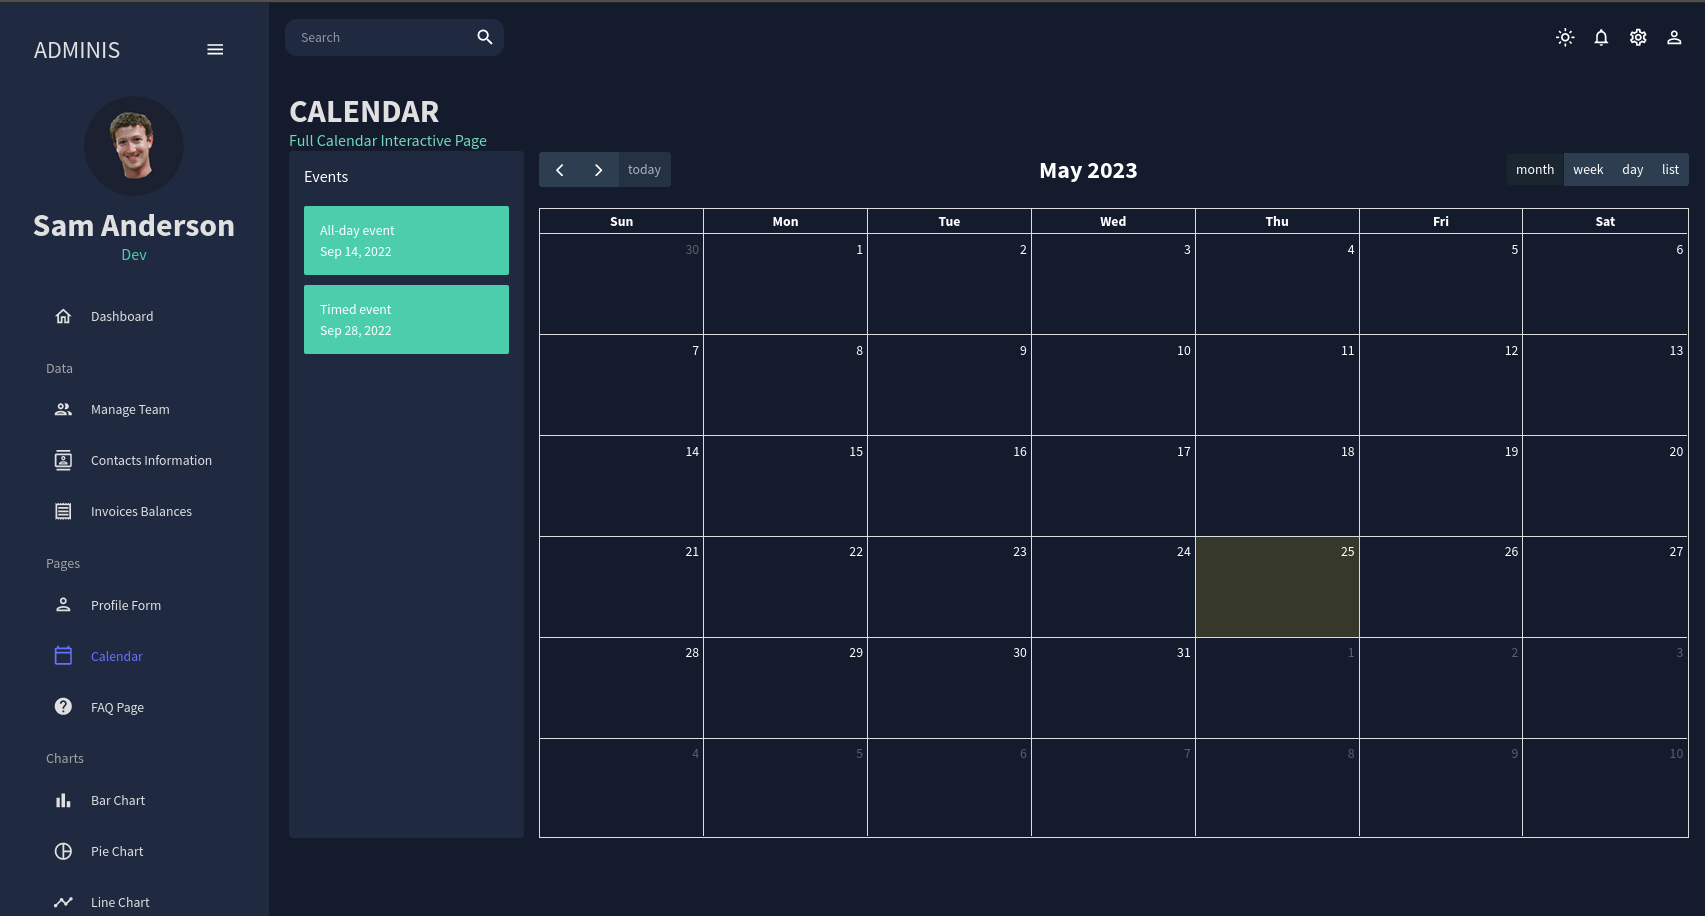 ADMINIS
Sam Anderson
Dev
Dashboard
Data
Manage Team
Contacts Information
Invoices Balances
Pages
Profile Form
Calendar
FAQ Page
Charts
Bar Chart
Pie Chart
Line Chart
Search
CALENDAR
Full Calendar Interactive Page
Events
All-day event
Sep 14, 2022
Timed event
Sep 28, 2022
today
May 2023
month week day list
Sun Mon Tue Wed Thu Fri Sat
30 1 2 3 4 5 6
7 8 9 10 11 12 13
14 15 16 17 18 19 20
21 22 23 24 25 26 27
28 29 30 31 1 2 3
4 5 6 7 8 9 10